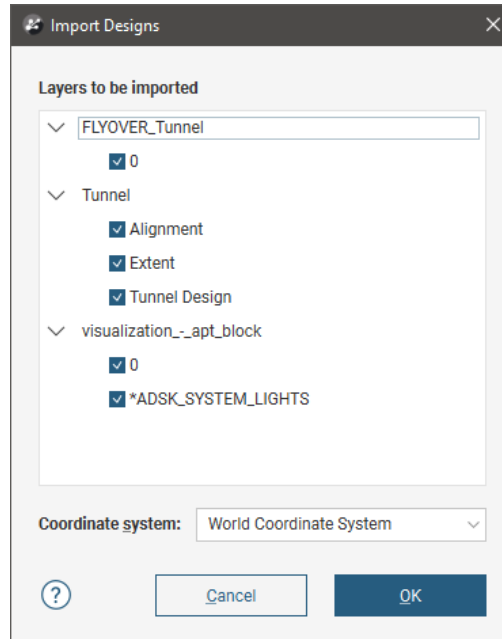 Import Designs
Layers to be imported
FLYOVER_Tunnel
0
Tunnel
Alignment
Extent
Tunnel Design
visualization_-_apt_block
0
*ADSK_SYSTEM_LIGHTS
Coordinate system: World Coordinate System
? Cancel OK